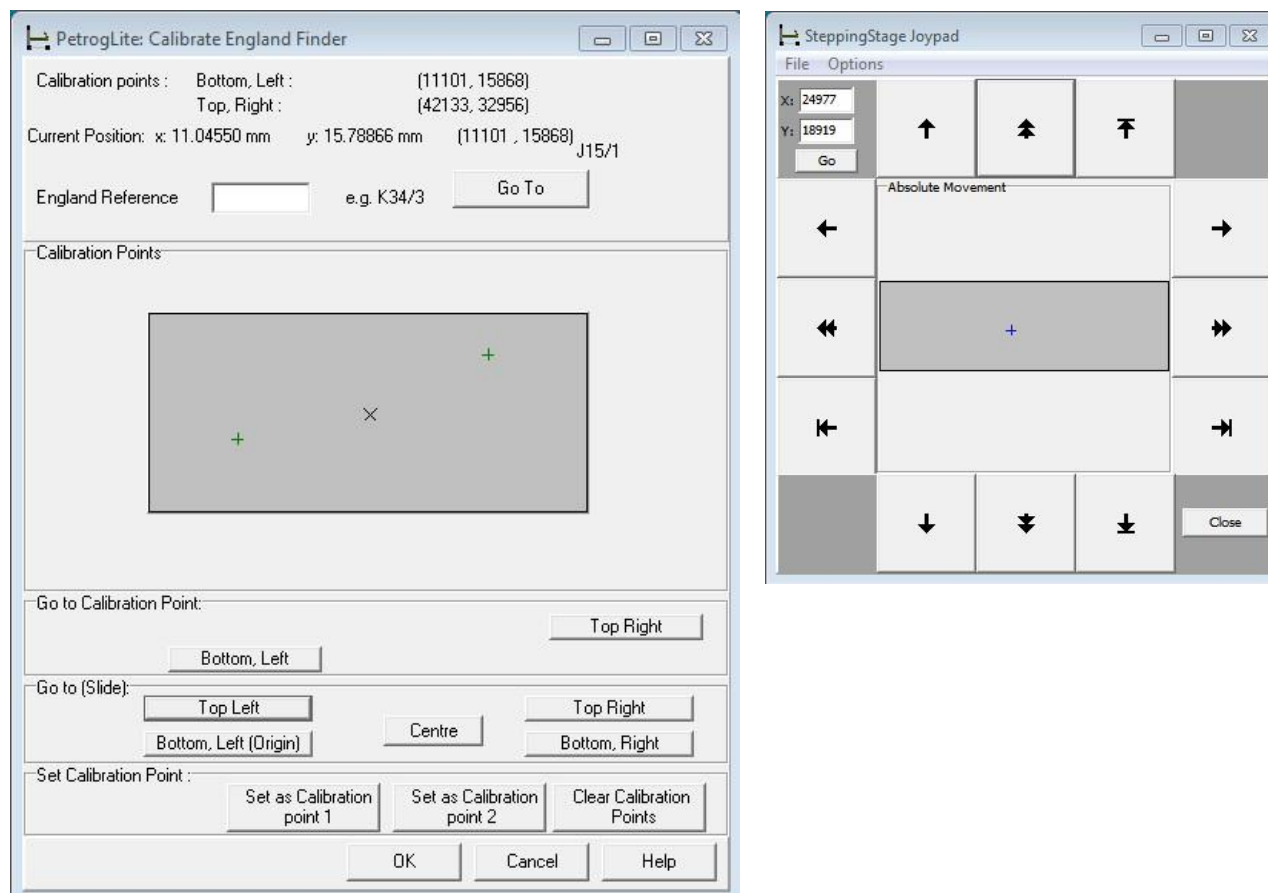 PetrogLite: Calibrate England Finder
Calibration points : Bottom, Left : (11101, 15868)
Top, Right : (42133, 32956)
Current Position: x: 11.04550 mm y: 15.78866 mm (11101 , 15868) J15/1
England Reference e.g. K34/3 Go To
Calibration Points
Go to Calibration Point:
Top Right
Bottom, Left
Go to (Slide):
Top Left Top Right
Centre
Bottom, Left (Origin) Bottom, Right
Set Calibration Point :
Set as Calibration point 1
Set as Calibration point 2
Clear Calibration Points
OK Cancel Help
SteppingStage Joypad
File Options
X: 24977
Y: 18919
Go
Absolute Movement
Close